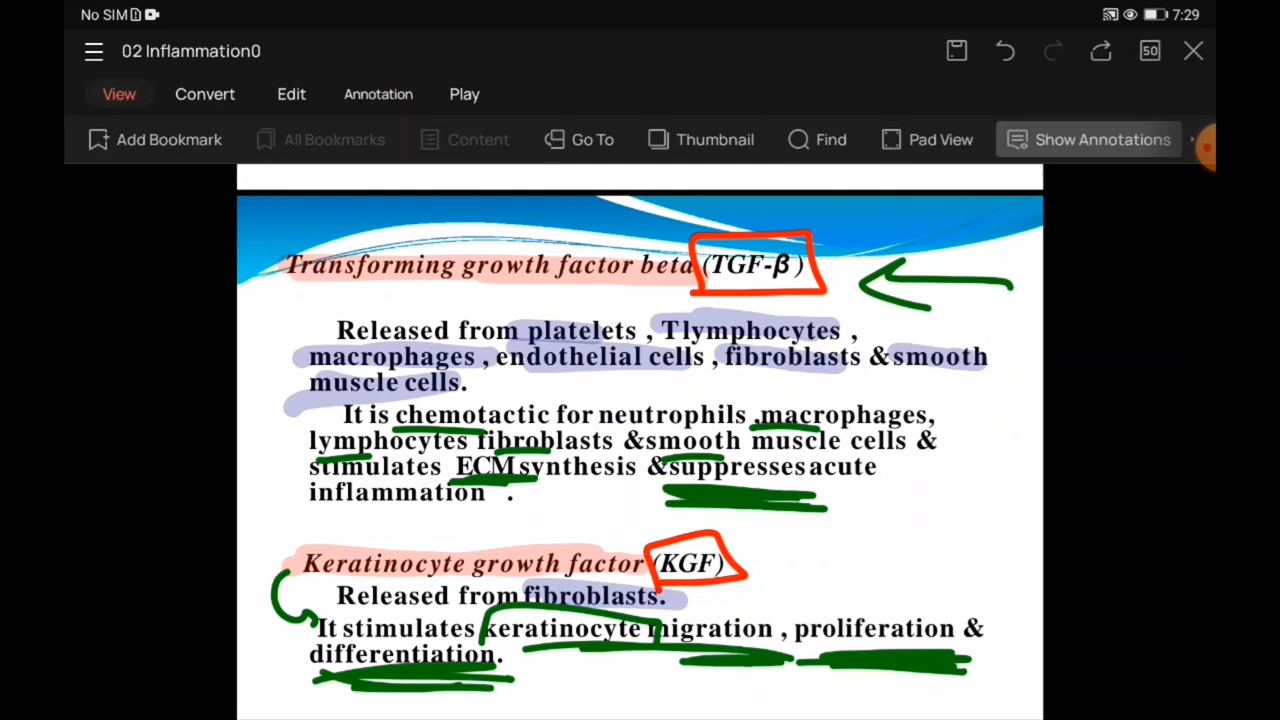 No SIM 7:29
02 Inflammation0 50
View Convert Edit Annotation Play
Add Bookmark All Bookmarks Content Go To Thumbnail Find Pad View Show Annotations
Transforming growth factor beta (TGF-β )
Released from platelets , T lymphocytes ,
macrophages , endothelial cells , fibroblasts & smooth
muscle cells.
It is chemotactic for neutrophils ,macrophages,
lymphocytes fibroblasts &smooth muscle cells &
stimulates ECM synthesis &suppresses acute
inflammation .
Keratinocyte growth factor (KGF)
Released from fibroblasts.
It stimulates keratinocyte migration , proliferation &
differentiation.